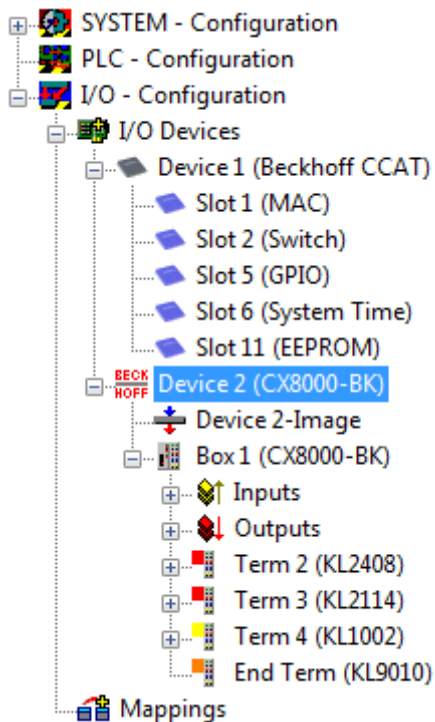 SYSTEM - Configuration
PLC - Configuration
I/O - Configuration
I/O Devices
Device 1 (Beckhoff CCAT)
Slot 1 (MAC)
Slot 2 (Switch)
Slot 5 (GPIO)
Slot 6 (System Time)
Slot 11 (EEPROM)
BECK
HOFF
Device 2 (CX8000-BK)
Device 2-Image
Box 1 (CX8000-BK)
Inputs
Outputs
Term 2 (KL2408)
Term 3 (KL2114)
Term 4 (KL1002)
End Term (KL9010)
Mappings